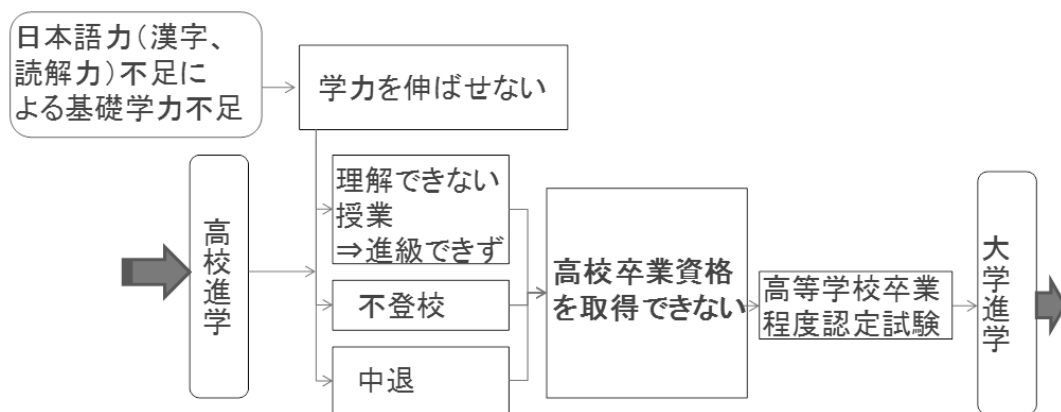 日本語力(漢字、
読解力)不足に
よる基礎学力不足
学力を伸ばせない
高校進学
理解できない
授業
⇒進級できず
不登校
中退
高校卒業資格
を取得できない
高等学校卒業
程度認定試験
大学進学